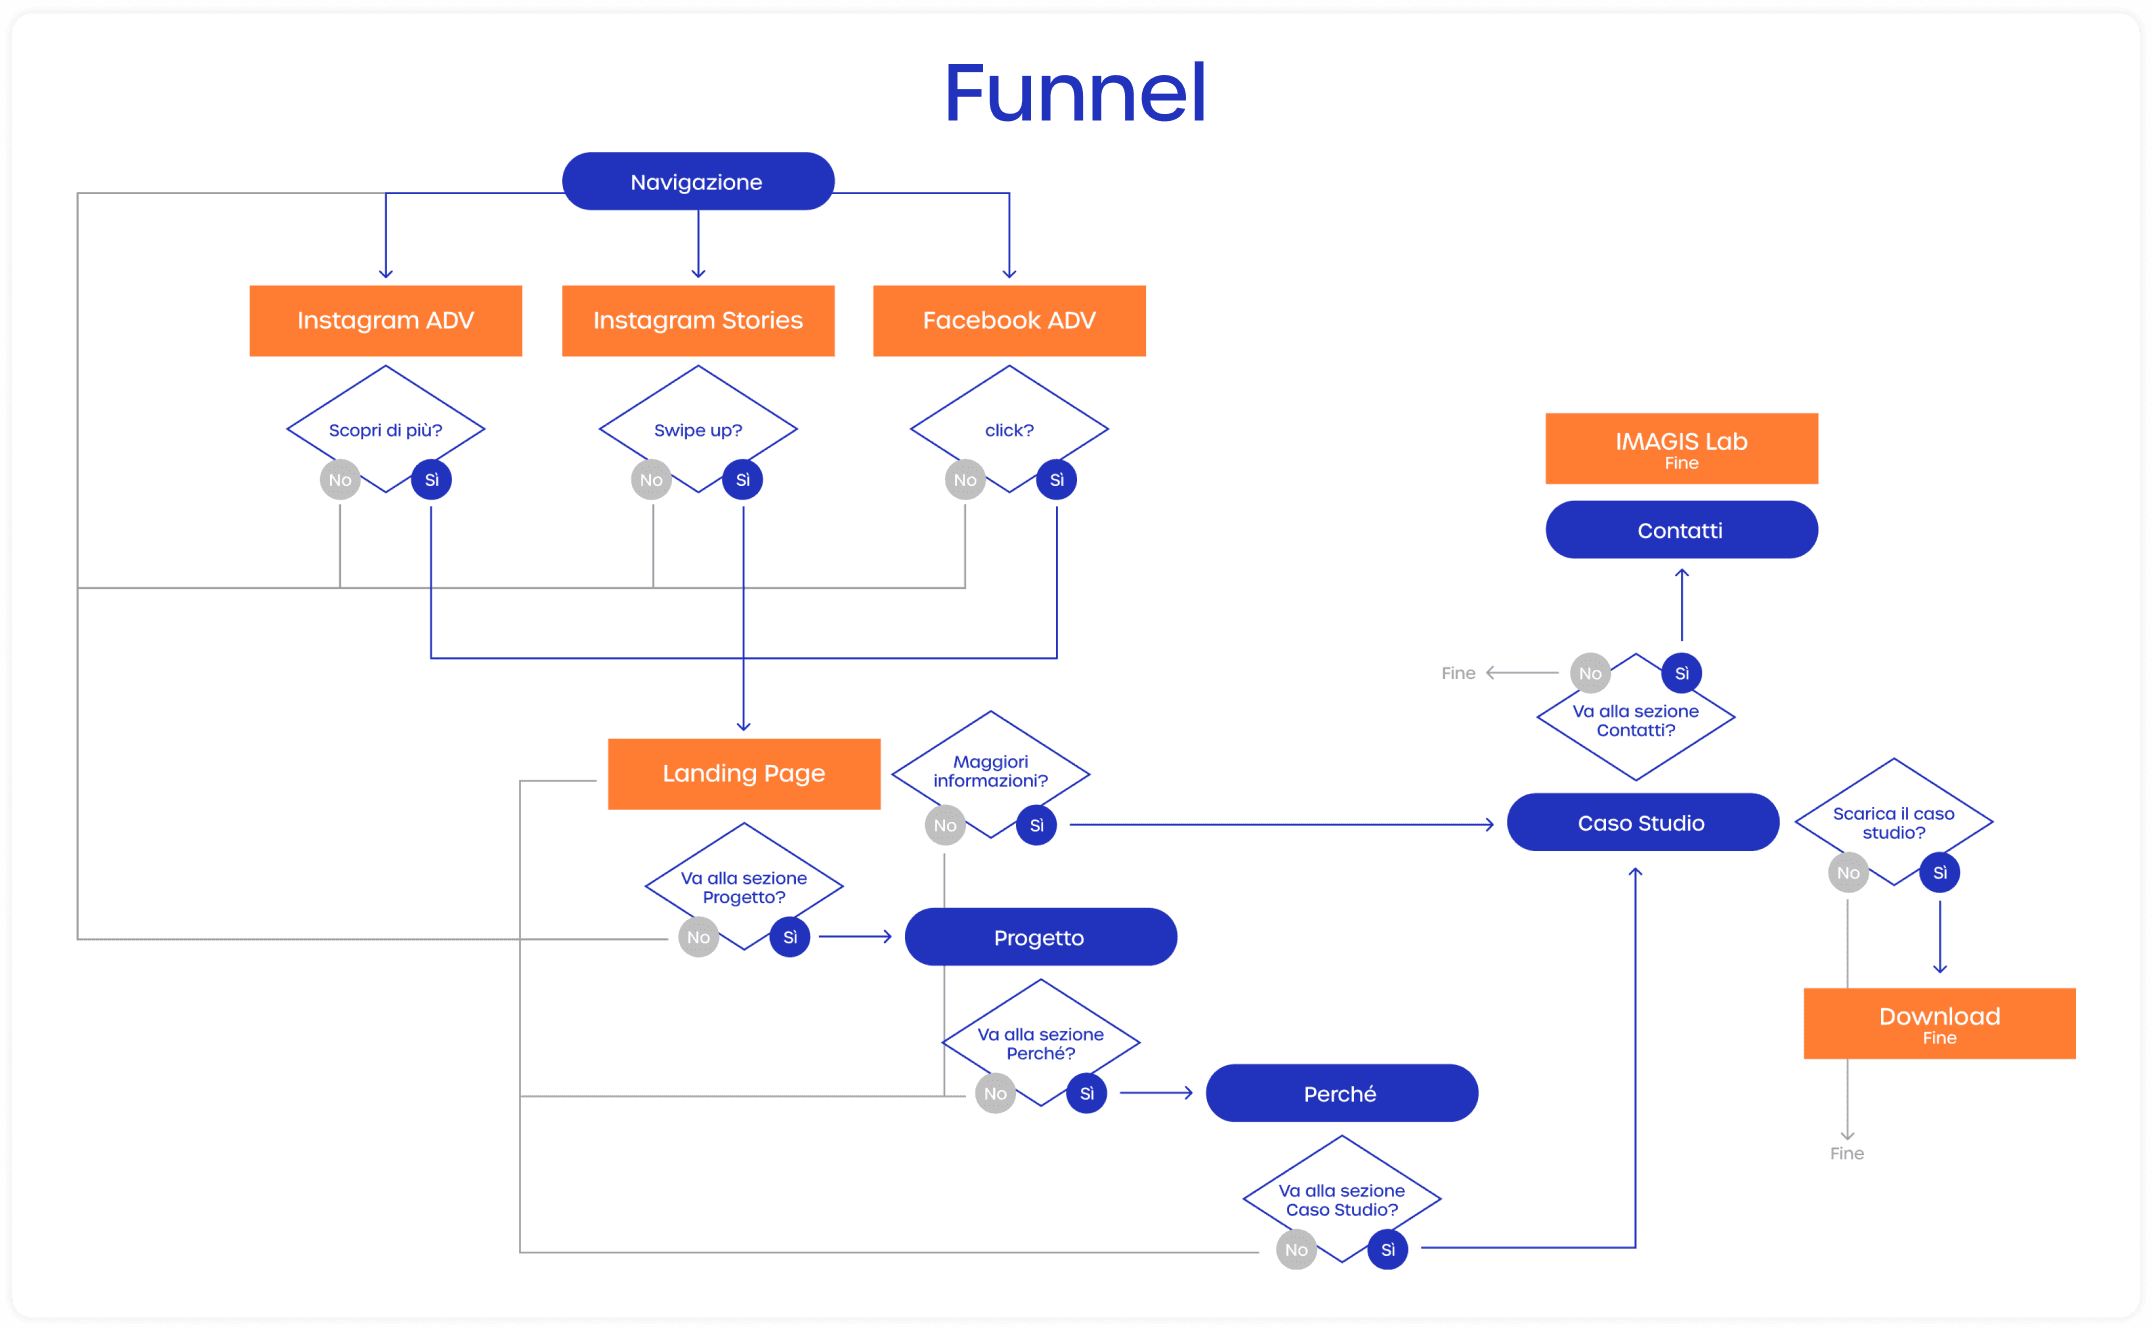 Funnel
Navigazione
Instagram ADV
Instagram Stories
Facebook ADV
Scopri di più?
No
Sì
Swipe up?
No
Sì
click?
No
Sì
IMAGIS Lab
Fine
Contatti
Fine
No
Sì
Va alla sezione
Contatti?
Landing Page
Maggiori
informazioni?
No
Sì
Caso Studio
Scarica il caso
studio?
No
Sì
Va alla sezione
Progetto?
No
Sì
Progetto
Va alla sezione
Perché?
No
Sì
Perché
Download
Fine
Fine
Va alla sezione
Caso Studio?
No
Sì